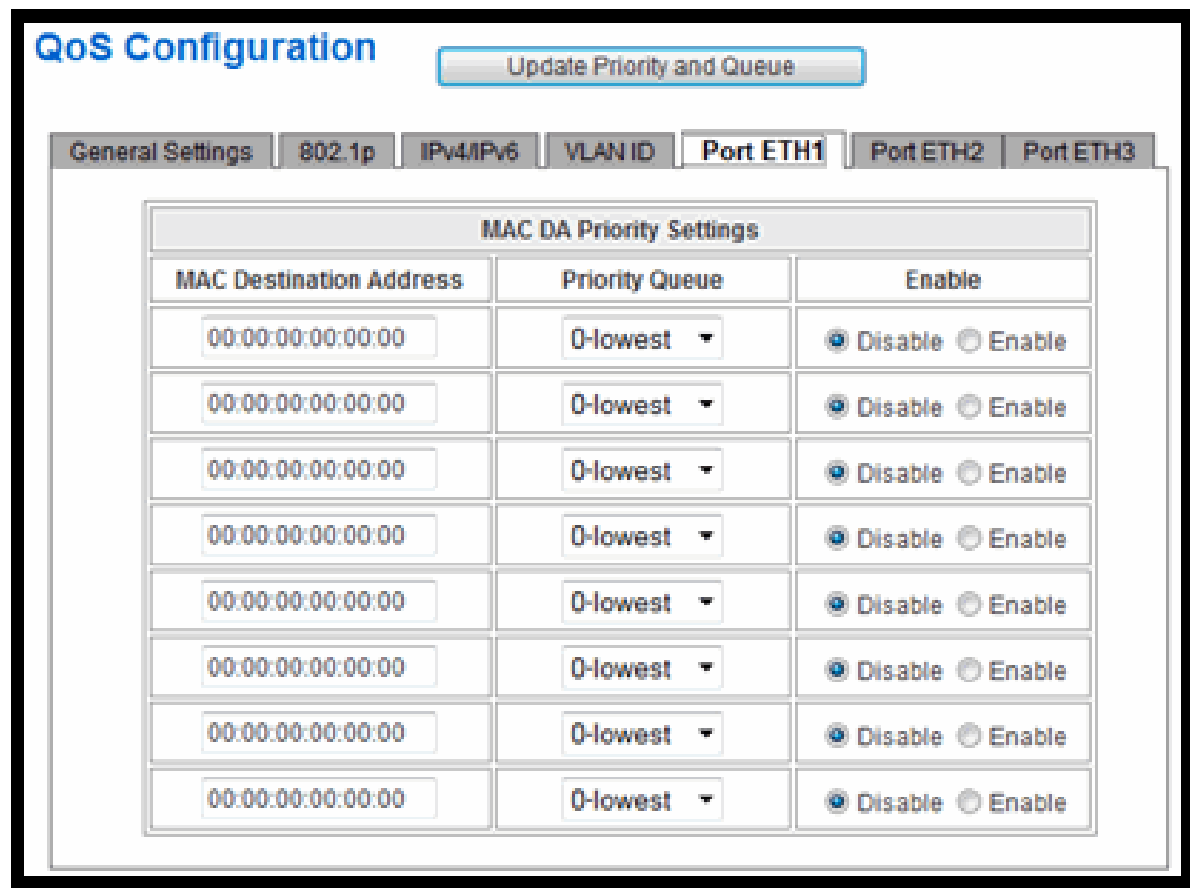 QoS Configuration
Update Priority and Queue
General Settings 802.1p IPv4/IPv6 VLAN ID Port ETH1 Port ETH2 Port ETH3
MAC DA Priority Settings
MAC Destination Address Priority Queue Enable
00:00:00:00:00:00 0-lowest Disable Enable
00:00:00:00:00:00 0-lowest Disable Enable
00:00:00:00:00:00 0-lowest Disable Enable
00:00:00:00:00:00 0-lowest Disable Enable
00:00:00:00:00:00 0-lowest Disable Enable
00:00:00:00:00:00 0-lowest Disable Enable
00:00:00:00:00:00 0-lowest Disable Enable
00:00:00:00:00:00 0-lowest Disable Enable